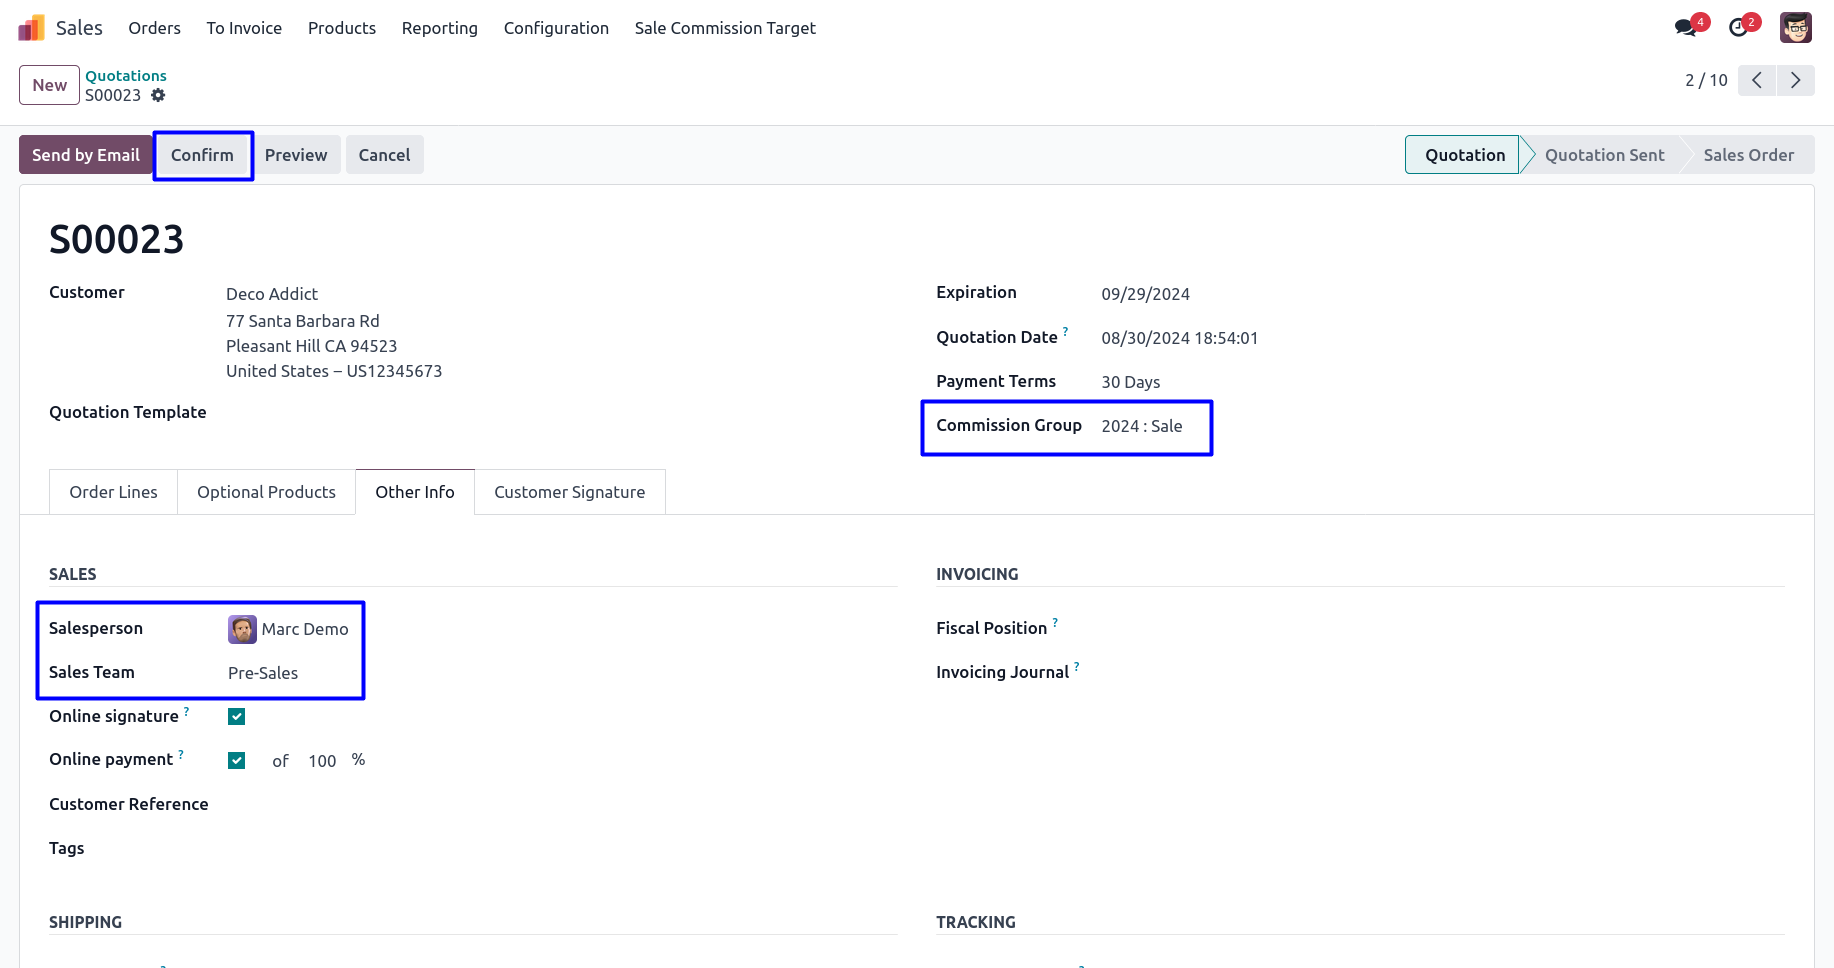 Sales Orders To Invoice Products Reporting Configuration Sale Commission Target 4 2
New Quotations 2 / 10
S00023
Send by Email Confirm Preview Cancel Quotation Quotation Sent Sales Order
S00023
Customer Deco Addict
77 Santa Barbara Rd
Pleasant Hill CA 94523
United States – US12345673
Quotation Template
Expiration 09/29/2024
Quotation Date ? 08/30/2024 18:54:01
Payment Terms 30 Days
Commission Group 2024 : Sale
Order Lines Optional Products Other Info Customer Signature
SALES
Salesperson Marc Demo
Sales Team Pre-Sales
Online signature ?
Online payment ? of 100 %
Customer Reference
Tags
INVOICING
Fiscal Position ?
Invoicing Journal ?
SHIPPING
TRACKING